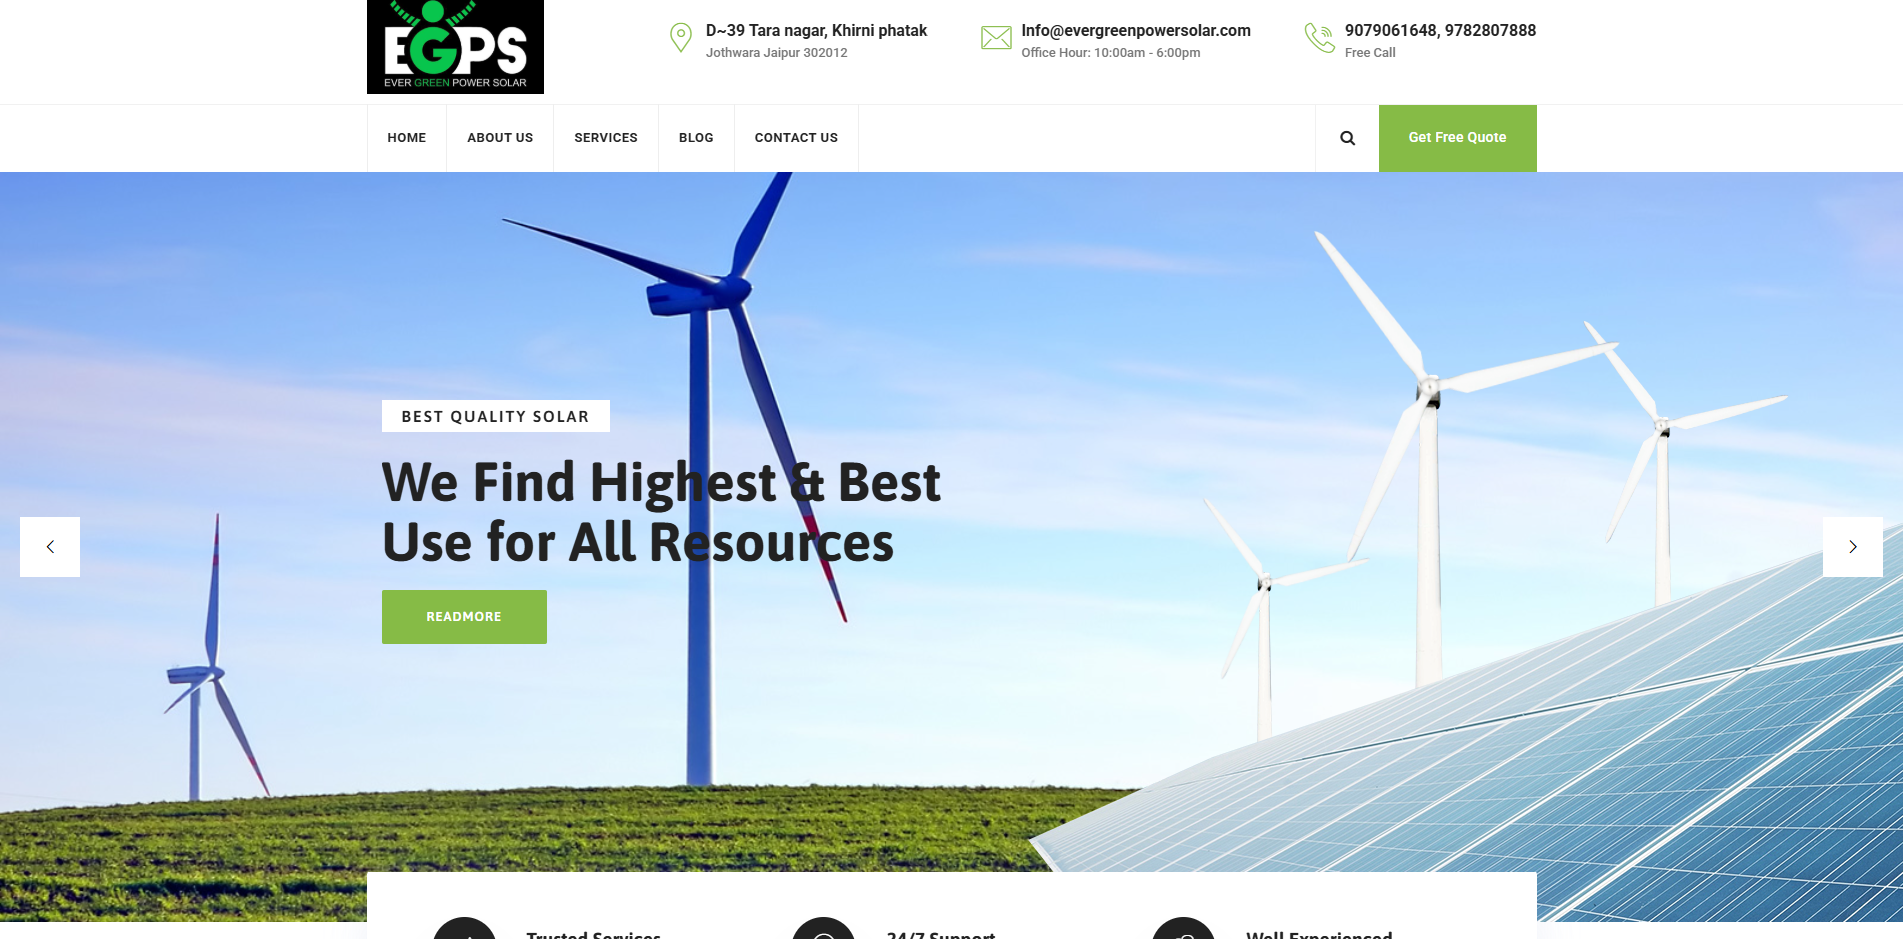 EGPS
EVER GREEN POWER SOLAR
D~39 Tara nagar, Khirni phatak
Jothwara Jaipur 302012
Info@evergreenpowersolar.com
Office Hour: 10:00am - 6:00pm
9079061648, 9782807888
Free Call
HOME
ABOUT US
SERVICES
BLOG
CONTACT US
Get Free Quote
BEST QUALITY SOLAR
We Find Highest & Best
Use for All Resources
READMORE
Trusted Services
24/7 Support
Well Experienced